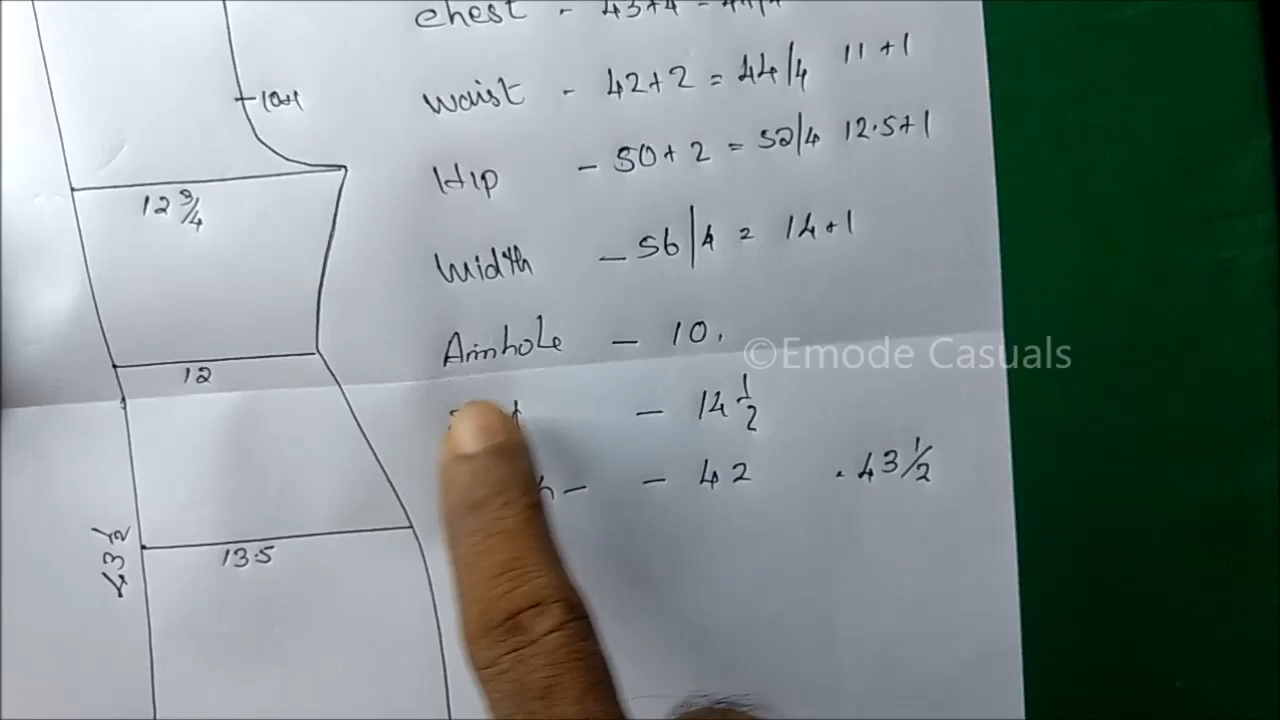 chest - 43+4 -
10+1
waist - 42+2 = 44/4 11+1
Hip - 50+2 = 52/4 12.5+1
12 3/4
width - 56/4 = 14+1
Armhole - 10.
©Emode Casuals
12
- 14 1/2
- 42 . 43 1/2
13.5
43 1/2